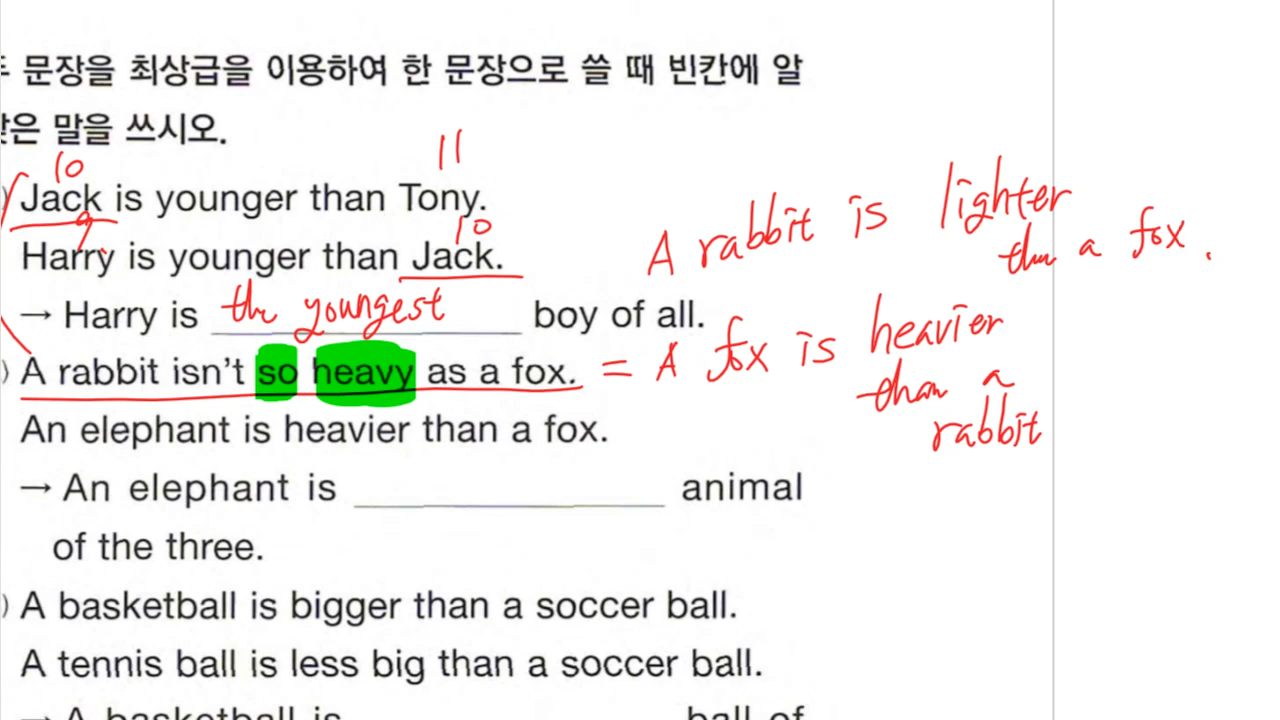 문장을 최상급을 이용하여 한 문장으로 쓸 때 빈칸에 알
은 말을 쓰시오.
10
11
) Jack is younger than Tony.
9
10
Harry is younger than Jack.
→ Harry is the youngest boy of all.
A rabbit is lighter
than a fox.
) A rabbit isn't so heavy as a fox. = A fox is heavier
than a
rabbit
An elephant is heavier than a fox.
→ An elephant is animal
of the three.
) A basketball is bigger than a soccer ball.
A tennis ball is less big than a soccer ball.
→ A basketball is ball of